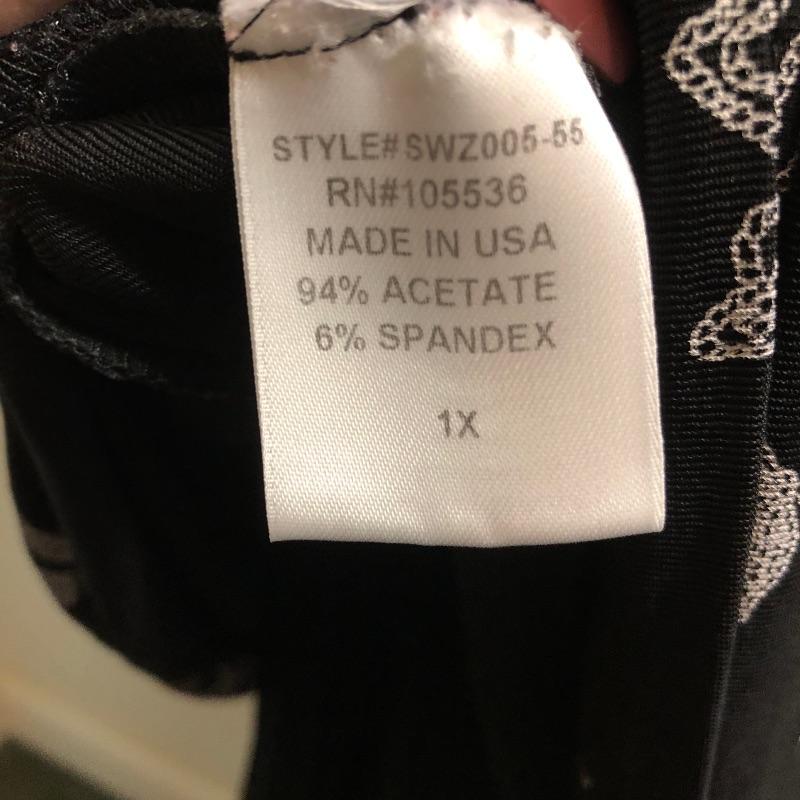 STYLE#SWZ005-55
RN#105536
MADE IN USA
94% ACETATE
6% SPANDEX
1X